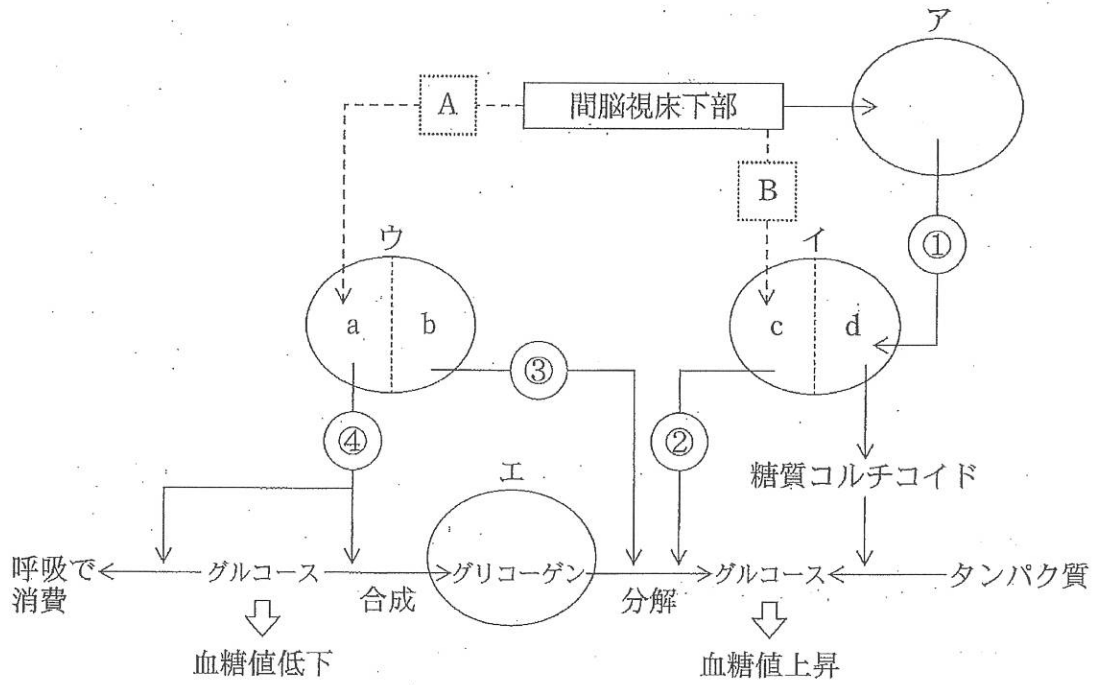 ア
A
間脳視床下部
B
①
ウ
イ
a
b
c
d
③
④
②
エ
糖質コルチコイド
呼吸で
消費
グルコース
合成
グリコーゲン
分解
グルコース
タンパク質
血糖値低下
血糖値上昇